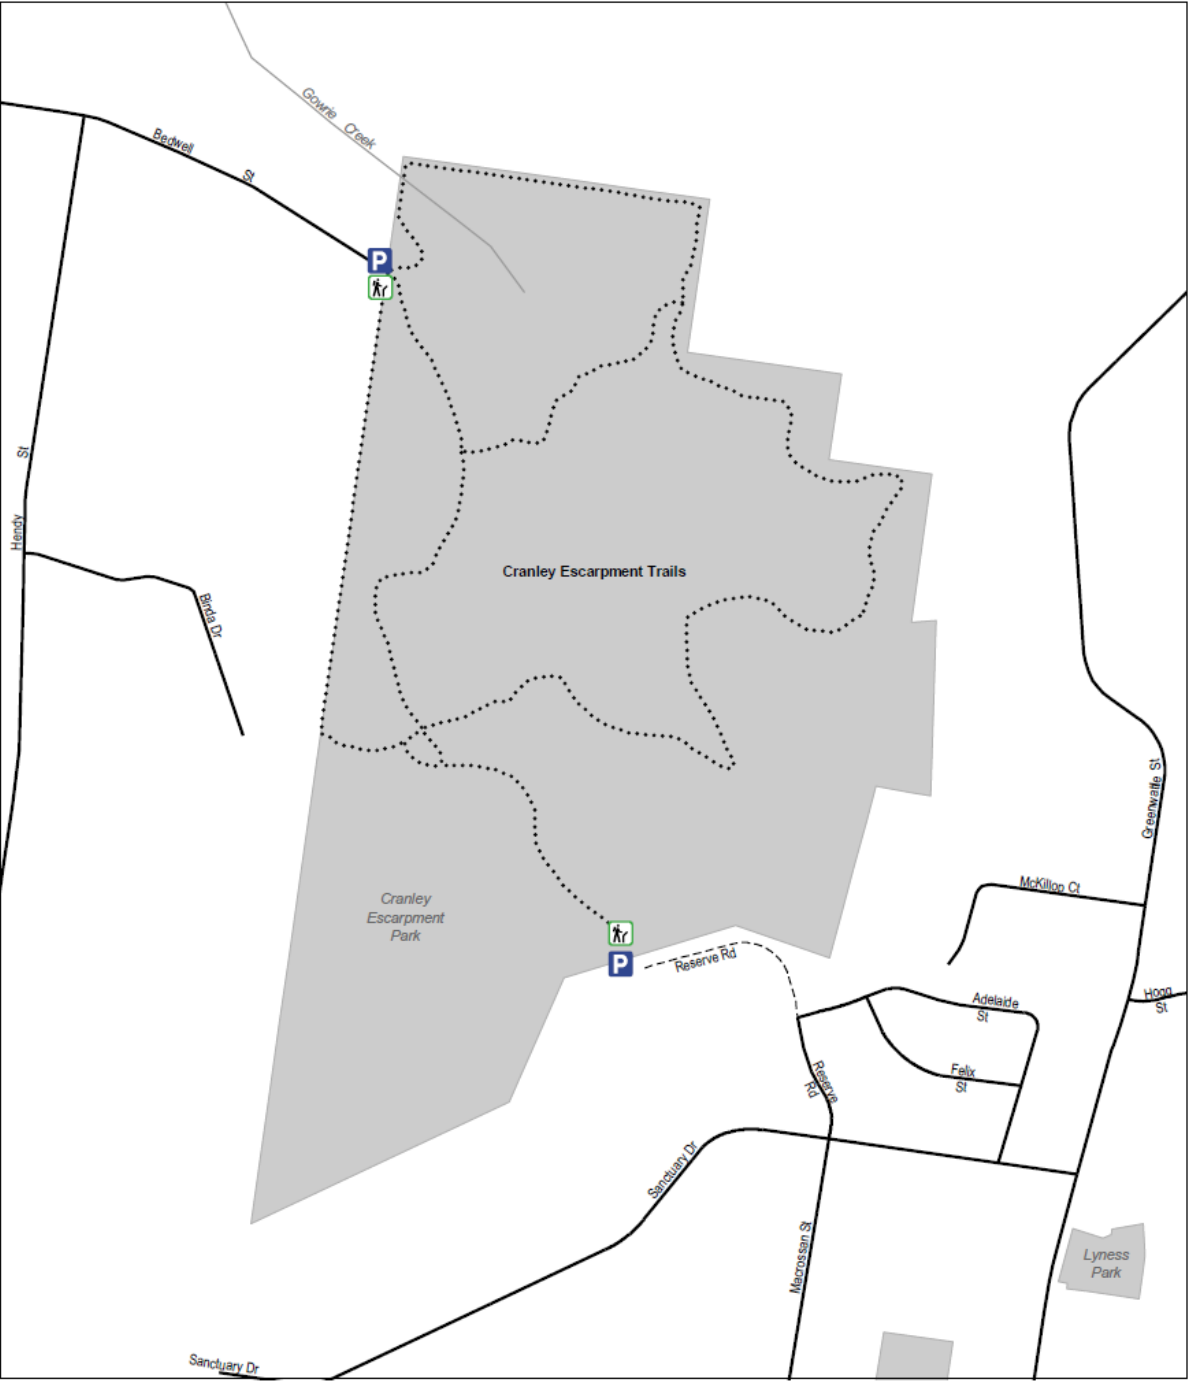 Gowrie Creek
Bedwell
St
P
St
Hendy
Cranley Escarpment Trails
Binda Dr
Greenwattle St
McKillop Ct
Cranley
Escarpment
Park
P
Reserve Rd
Adelaide
St
Hogg
St
Felix
St
Reserve
Rd
Sanctuary Dr
Macrossan St
Lyness
Park
Sanctuary Dr